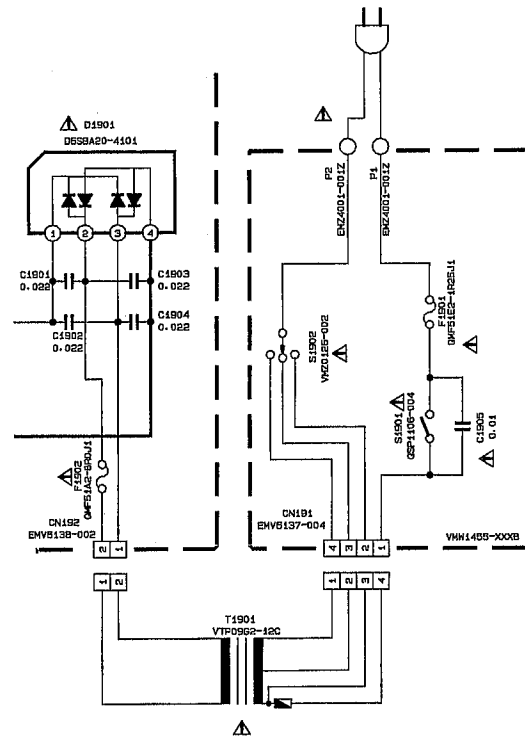 D1901
D5SBA20-4101
1 2 3 4
C1901
0.022
C1903
0.022
C1902
0.022
C1904
0.022
F1902
QMF51A2-6R0J1
CN192
EMV5138-002
2 1
1 2
P2
EMZ4001-001Z
P1
EMZ4001-001Z
F1901
QMF51E2-1R25J1
S1902
VMZ0126-002
S1901
QSP1106-004
C1905
0.01
CN191
EMV5137-004
4 3 2 1
VMW1455-XXXB
1 2 3 4
T1901
VTP09G2-12C